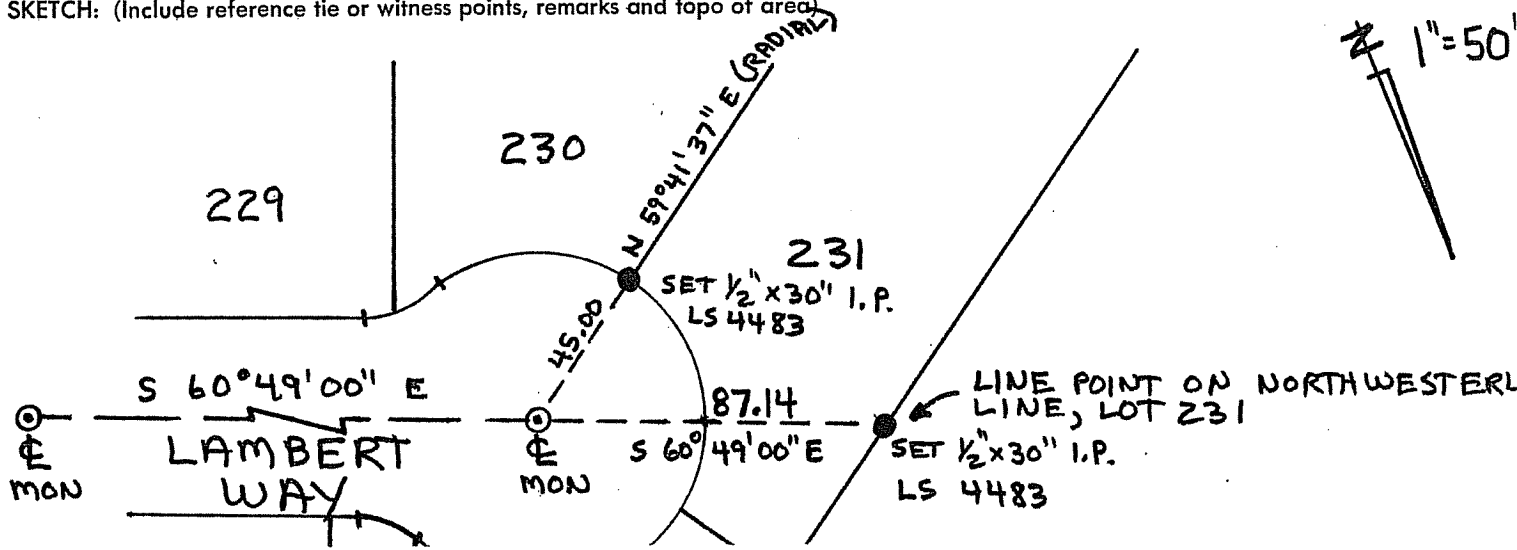 SKETCH: (Include reference tie or witness points, remarks and topo of area)
N 1"=50'
N 59°41'37" E (RADIAL)
230
229
231
SET 1/2"x30" I.P.
LS 4483
45.00
S 60°49'00" E
87.14
S 60°49'00" E
LINE POINT ON NORTHWESTERL
LINE, LOT 231
SET 1/2"x30" I.P.
LS 4483
℄
MON
LAMBERT
WAY
℄
MON